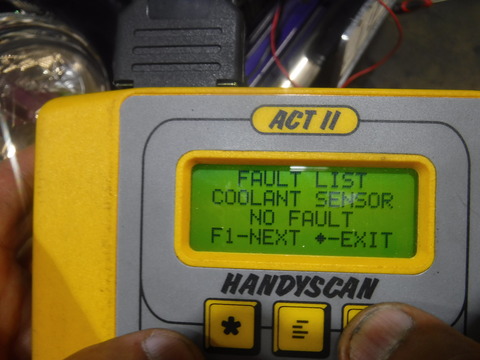 ACT II
FAULT LIST
COOLANT SENSOR
NO FAULT
F1-NEXT *-EXIT
HANDYSCAN
*